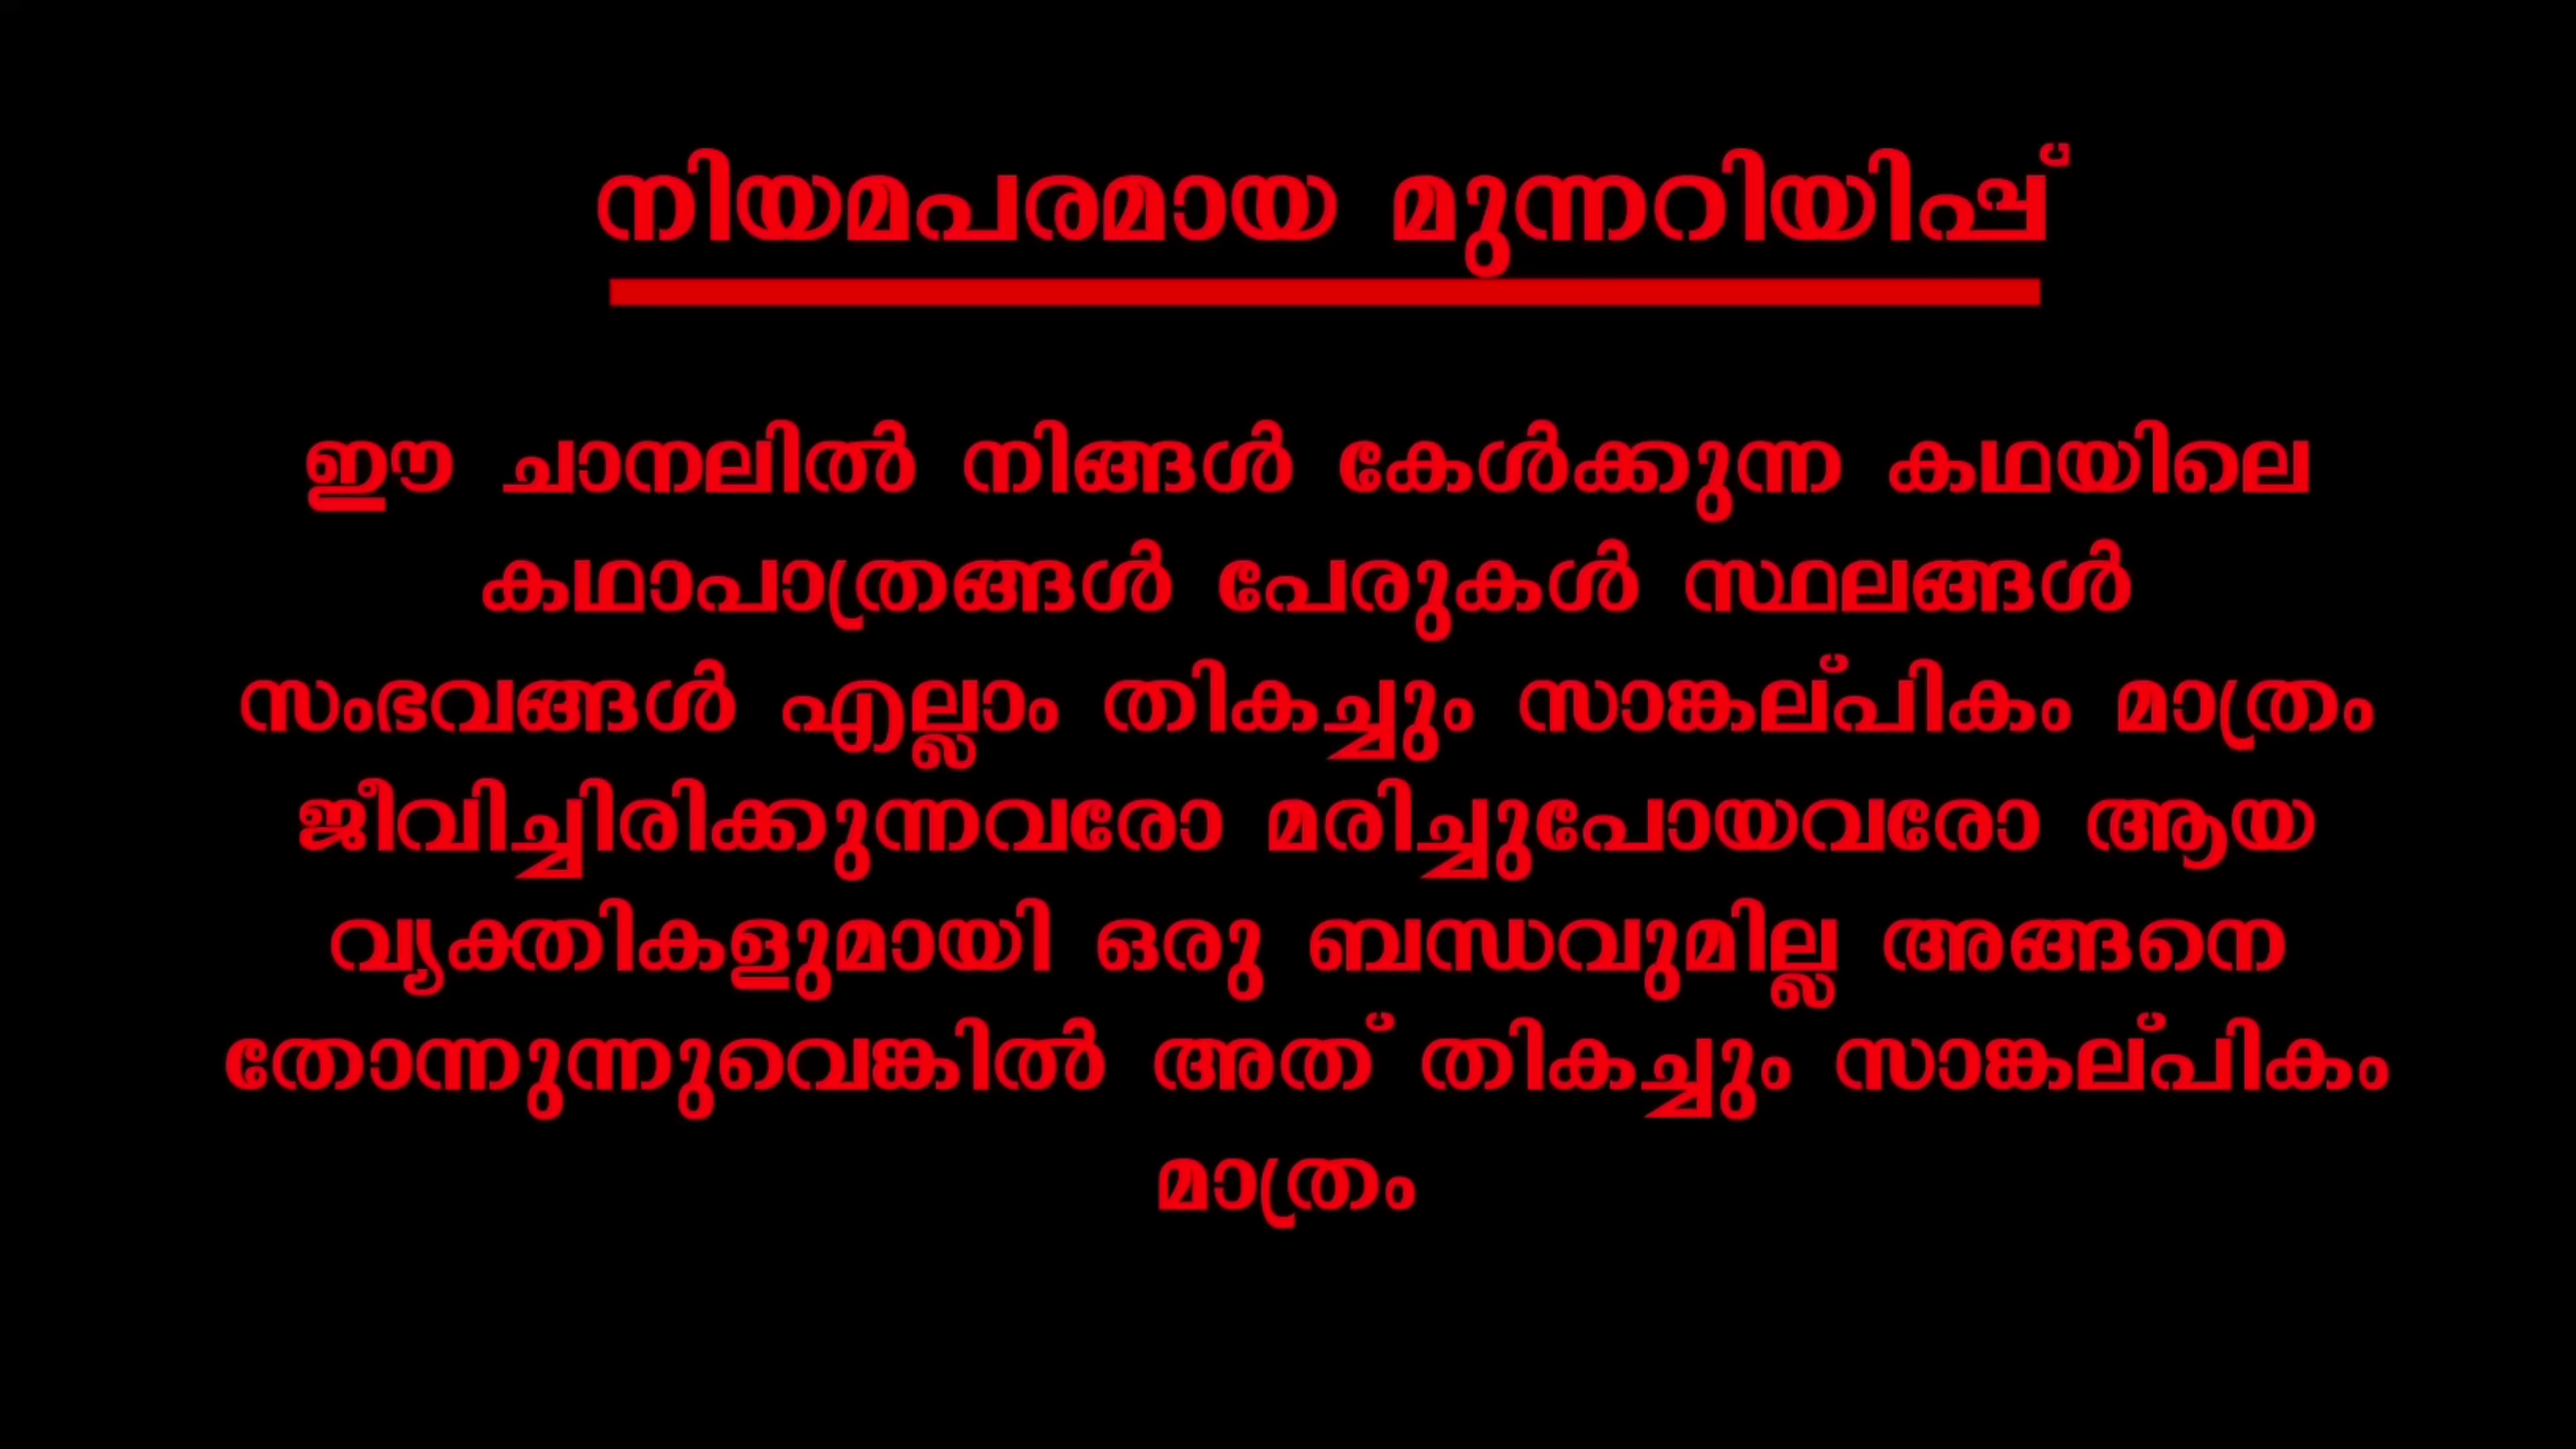 നിയമപരമായ മുന്നറിയിപ്പ്
ഈ ചാനലിൽ നിങ്ങൾ കേൾക്കുന്ന കഥയിലെ
കഥാപാത്രങ്ങൾ പേരുകൾ സ്ഥലങ്ങൾ
സംഭവങ്ങൾ എല്ലാം തികച്ചും സാങ്കല്പികം മാത്രം
ജീവിച്ചിരിക്കുന്നവരോ മരിച്ചുപോയവരോ ആയ
വ്യക്തികളുമായി ഒരു ബന്ധവുമില്ല അങ്ങനെ
തോന്നുന്നുവെങ്കിൽ അത് തികച്ചും സാങ്കല്പികം
മാത്രം